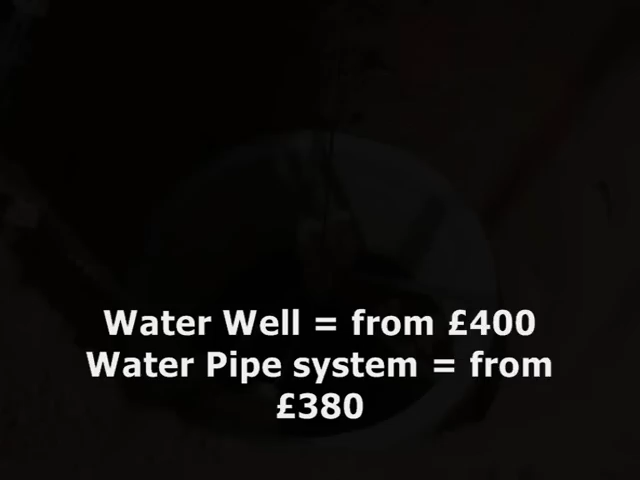 Water Well = from £400
Water Pipe system = from
£380